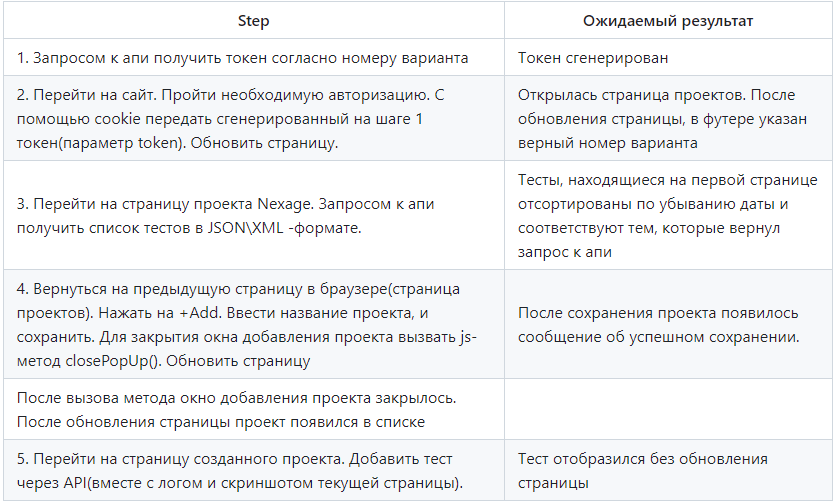 Step
Ожидаемый результат
1. Запросом к апи получить токен согласно номеру варианта
Токен сгенерирован
2. Перейти на сайт. Пройти необходимую авторизацию. С
помощью cookie передать сгенерированный на шаге 1
токен(параметр token). Обновить страницу.
Открылась страница проектов. После
обновления страницы, в футере указан
верный номер варианта
3. Перейти на страницу проекта Nexage. Запросом к апи
получить список тестов в JSON\XML -формате.
Тесты, находящиеся на первой странице
отсортированы по убыванию даты и
соответствуют тем, которые вернул
запрос к апи
4. Вернуться на предыдущую страницу в браузере(страница
проектов). Нажать на +Add. Ввести название проекта, и
сохранить. Для закрытия окна добавления проекта вызвать js-
метод closePopUp(). Обновить страницу
После сохранения проекта появилось
сообщение об успешном сохранении.
После вызова метода окно добавления проекта закрылось.
После обновления страницы проект появился в списке
5. Перейти на страницу созданного проекта. Добавить тест
через API(вместе с логом и скриншотом текущей страницы).
Тест отобразился без обновления
страницы